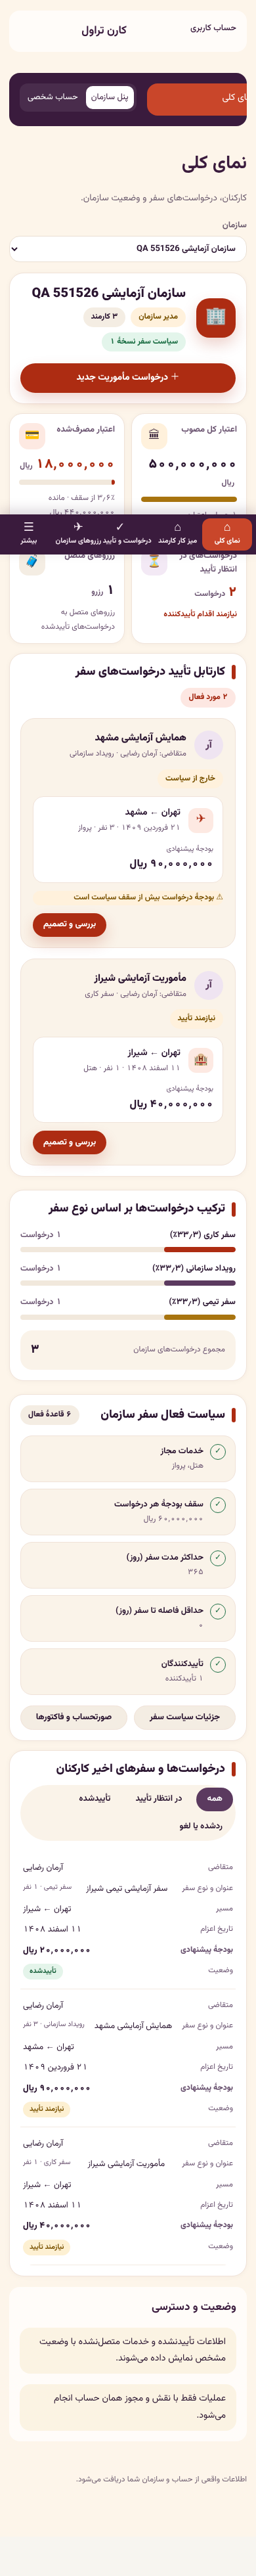 حساب کاربری
کارن تراول
نمای کلی
پنل سازمان
حساب شخصی
نمای کلی
کارکنان، درخواست‌های سفر و وضعیت سازمان.
سازمان
سازمان آزمایشی QA 551526
سازمان آزمایشی QA 551526
مدیر سازمان
۳ کارمند
سیاست سفر نسخهٔ ۱
+ درخواست مأموریت جدید
اعتبار کل مصوب
۵۰۰,۰۰۰,۰۰۰
ریال
اعتبار مصرف‌شده
۱۸,۰۰۰,۰۰۰ ریال
۳٫۶٪ از سقف · مانده
نمای کلی
میز کار کارمند
درخواست و تأیید
رزروهای سازمان
بیشتر
درخواست‌های در انتظار تأیید
۲ درخواست
نیازمند اقدام تأییدکننده
رزروهای متصل
۱ رزرو
رزروهای متصل به درخواست‌های تأییدشده
کارتابل تأیید درخواست‌های سفر
۲ مورد فعال
آر
همایش آزمایشی مشهد
متقاضی: آرمان رضایی · رویداد سازمانی
خارج از سیاست
تهران ← مشهد
۲۱ فروردین ۱۴۰۹ · ۳ نفر · پرواز
بودجهٔ پیشنهادی
۹۰,۰۰۰,۰۰۰ ریال
⚠ بودجهٔ درخواست بیش از سقف سیاست است
بررسی و تصمیم
آر
مأموریت آزمایشی شیراز
متقاضی: آرمان رضایی · سفر کاری
نیازمند تأیید
تهران ← شیراز
۱۱ اسفند ۱۴۰۸ · ۱ نفر · هتل
بودجهٔ پیشنهادی
۴۰,۰۰۰,۰۰۰ ریال
بررسی و تصمیم
ترکیب درخواست‌ها بر اساس نوع سفر
سفر کاری (۳۳٫۳٪)
۱ درخواست
رویداد سازمانی (۳۳٫۳٪)
۱ درخواست
سفر تیمی (۳۳٫۳٪)
۱ درخواست
مجموع درخواست‌های سازمان
۳
سیاست فعال سفر سازمان
۶ قاعدهٔ فعال
خدمات مجاز
هتل، پرواز
سقف بودجهٔ هر درخواست
۶۰,۰۰۰,۰۰۰ ریال
حداکثر مدت سفر (روز)
۳۶۵
حداقل فاصله تا سفر (روز)
۰
تأییدکنندگان
۱ تأییدکننده
جزئیات سیاست سفر
صورتحساب و فاکتورها
درخواست‌ها و سفرهای اخیر کارکنان
همه
در انتظار تأیید
تأییدشده
ردشده یا لغو
متقاضی
آرمان رضایی
عنوان و نوع سفر
سفر آزمایشی تیمی شیراز
سفر تیمی · ۱ نفر
مسیر
تهران ← شیراز
تاریخ اعزام
۱۱ اسفند ۱۴۰۸
بودجهٔ پیشنهادی
۲۰,۰۰۰,۰۰۰ ریال
وضعیت
تأییدشده
متقاضی
آرمان رضایی
عنوان و نوع سفر
همایش آزمایشی مشهد
رویداد سازمانی · ۳ نفر
مسیر
تهران ← مشهد
تاریخ اعزام
۲۱ فروردین ۱۴۰۹
بودجهٔ پیشنهادی
۹۰,۰۰۰,۰۰۰ ریال
وضعیت
نیازمند تأیید
متقاضی
آرمان رضایی
عنوان و نوع سفر
مأموریت آزمایشی شیراز
سفر کاری · ۱ نفر
مسیر
تهران ← شیراز
تاریخ اعزام
۱۱ اسفند ۱۴۰۸
بودجهٔ پیشنهادی
۴۰,۰۰۰,۰۰۰ ریال
وضعیت
نیازمند تأیید
وضعیت و دسترسی
اطلاعات تأییدنشده و خدمات متصل‌نشده با وضعیت مشخص نمایش داده می‌شوند.
عملیات فقط با نقش و مجوز همان حساب انجام می‌شود.
اطلاعات واقعی از حساب و سازمان شما دریافت می‌شود.